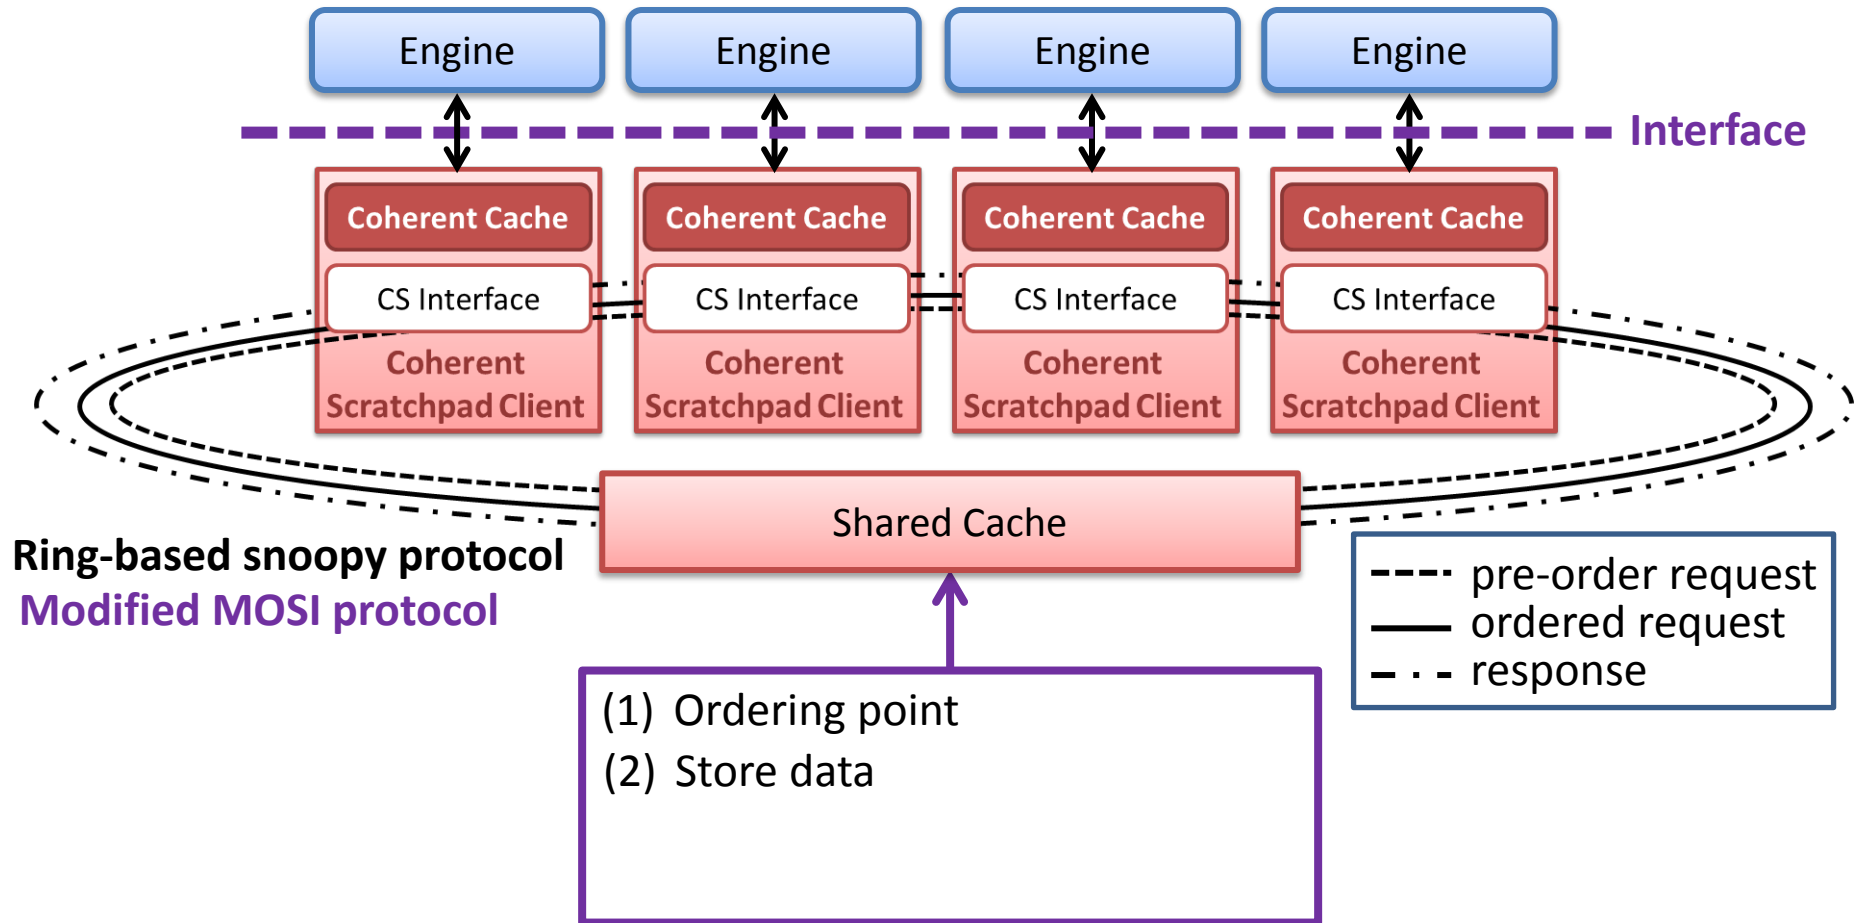 Engine Engine Engine Engine
Interface
Coherent Cache Coherent Cache Coherent Cache Coherent Cache
CS Interface CS Interface CS Interface CS Interface
Coherent Coherent Coherent Coherent
Scratchpad Client Scratchpad Client Scratchpad Client Scratchpad Client
Shared Cache
Ring-based snoopy protocol
Modified MOSI protocol
pre-order request
ordered request
response
(1) Ordering point
(2) Store data